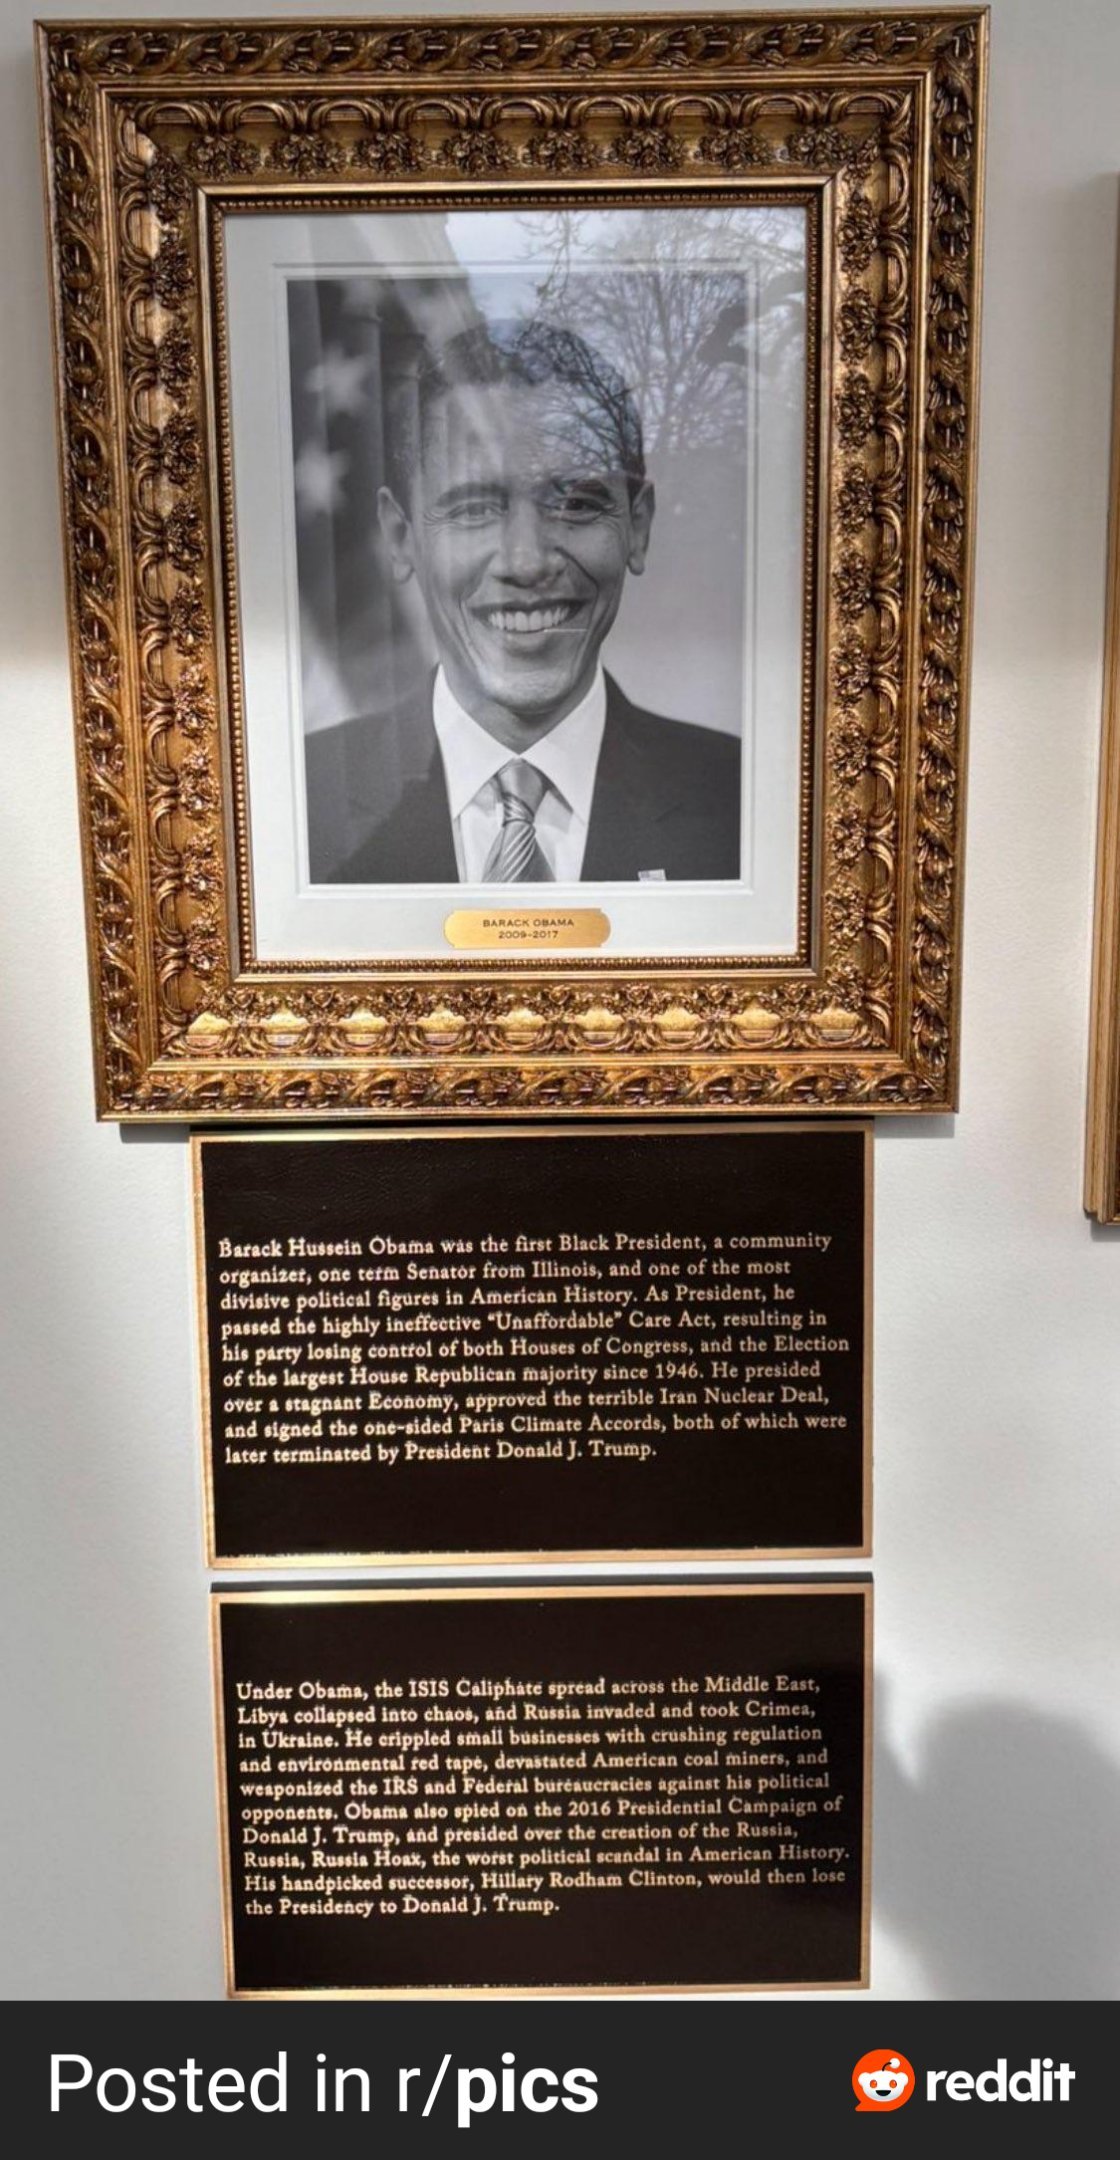 BARACK OBAMA
2009-2017
Barack Hussein Obama was the first Black President, a community
organizer, one term Senator from Illinois, and one of the most
divisive political figures in American History. As President, he
passed the highly ineffective "Unaffordable" Care Act, resulting in
his party losing control of both Houses of Congress, and the Election
of the largest House Republican majority since 1946. He presided
over a stagnant Economy, approved the terrible Iran Nuclear Deal,
and signed the one-sided Paris Climate Accords, both of which were
later terminated by President Donald J. Trump.
Under Obama, the ISIS Caliphate spread across the Middle East,
Libya collapsed into chaos, and Russia invaded and took Crimea,
in Ukraine. He crippled small businesses with crushing regulation
and environmental red tape, devastated American coal miners, and
weaponized the IRS and Federal bureaucracies against his political
opponents. Obama also spied on the 2016 Presidential Campaign of
Donald J. Trump, and presided over the creation of the Russia,
Russia, Russia Hoax, the worst political scandal in American History.
His handpicked successor, Hillary Rodham Clinton, would then lose
the Presidency to Donald J. Trump.
Posted in r/pics
reddit